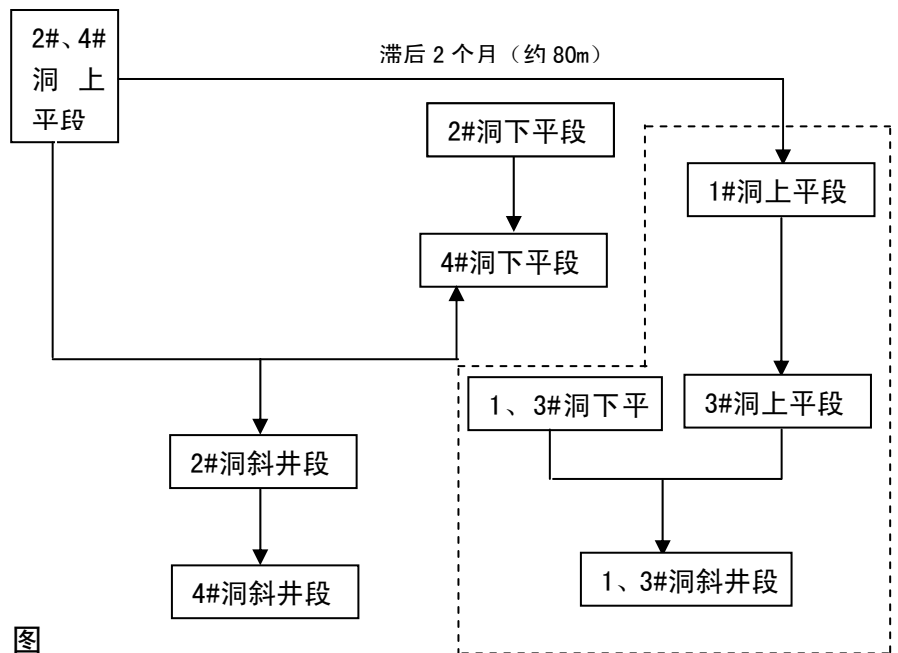 2#、4#
洞 上
平段
滞后 2 个月（约 80m）
2#洞下平段
1#洞上平段
4#洞下平段
1、3#洞下平
3#洞上平段
2#洞斜井段
1、3#洞斜井段
4#洞斜井段
图